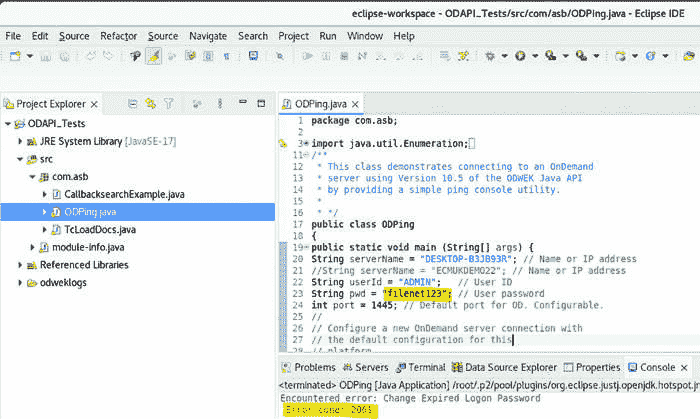 eclipse-workspace - ODAPI_Tests/src/com/asb/ODPing.java - Eclipse IDE
File Edit Source Refactor Source Navigate Search Project Run Window Help
Project Explorer
ODAPI_Tests
JRE System Library [JavaSE-17]
src
com.asb
CallbacksearchExample.java
ODPing.java
TcLoadDocs.java
module-info.java
Referenced Libraries
odweklogs
ODPing.java
1 package com.asb;
2
3 import java.util.Enumeration;
11 /**
12 * This class demonstrates connecting to an OnDemand
13 * server using Version 10.5 of the ODWEK Java API
14 * by providing a simple ping console utility.
15 *
16 * */
17 public class ODPing
18 {
19 public static void main (String[] args) {
20 String serverName = "DESKTOP-B3JB93R"; // Name or IP address
21 //String serverName = "ECMUKDEMO22"; // Name or IP address
22 String userId = "ADMIN"; // User ID
23 String pwd = "filenet123"; // User password
24 int port = 1445; // Default port for OD. Configurable.
25 //
26 // Configure a new OnDemand server connection with
27 // the default configuration for this
28 // platform
Problems Servers Terminal Data Source Explorer Properties Console
<terminated> ODPing [Java Application] /root/.p2/pool/plugins/org.eclipse.justj.openjdk.hotspot.jr
Encountered error: Change Expired Logon Password
Error code: 2061